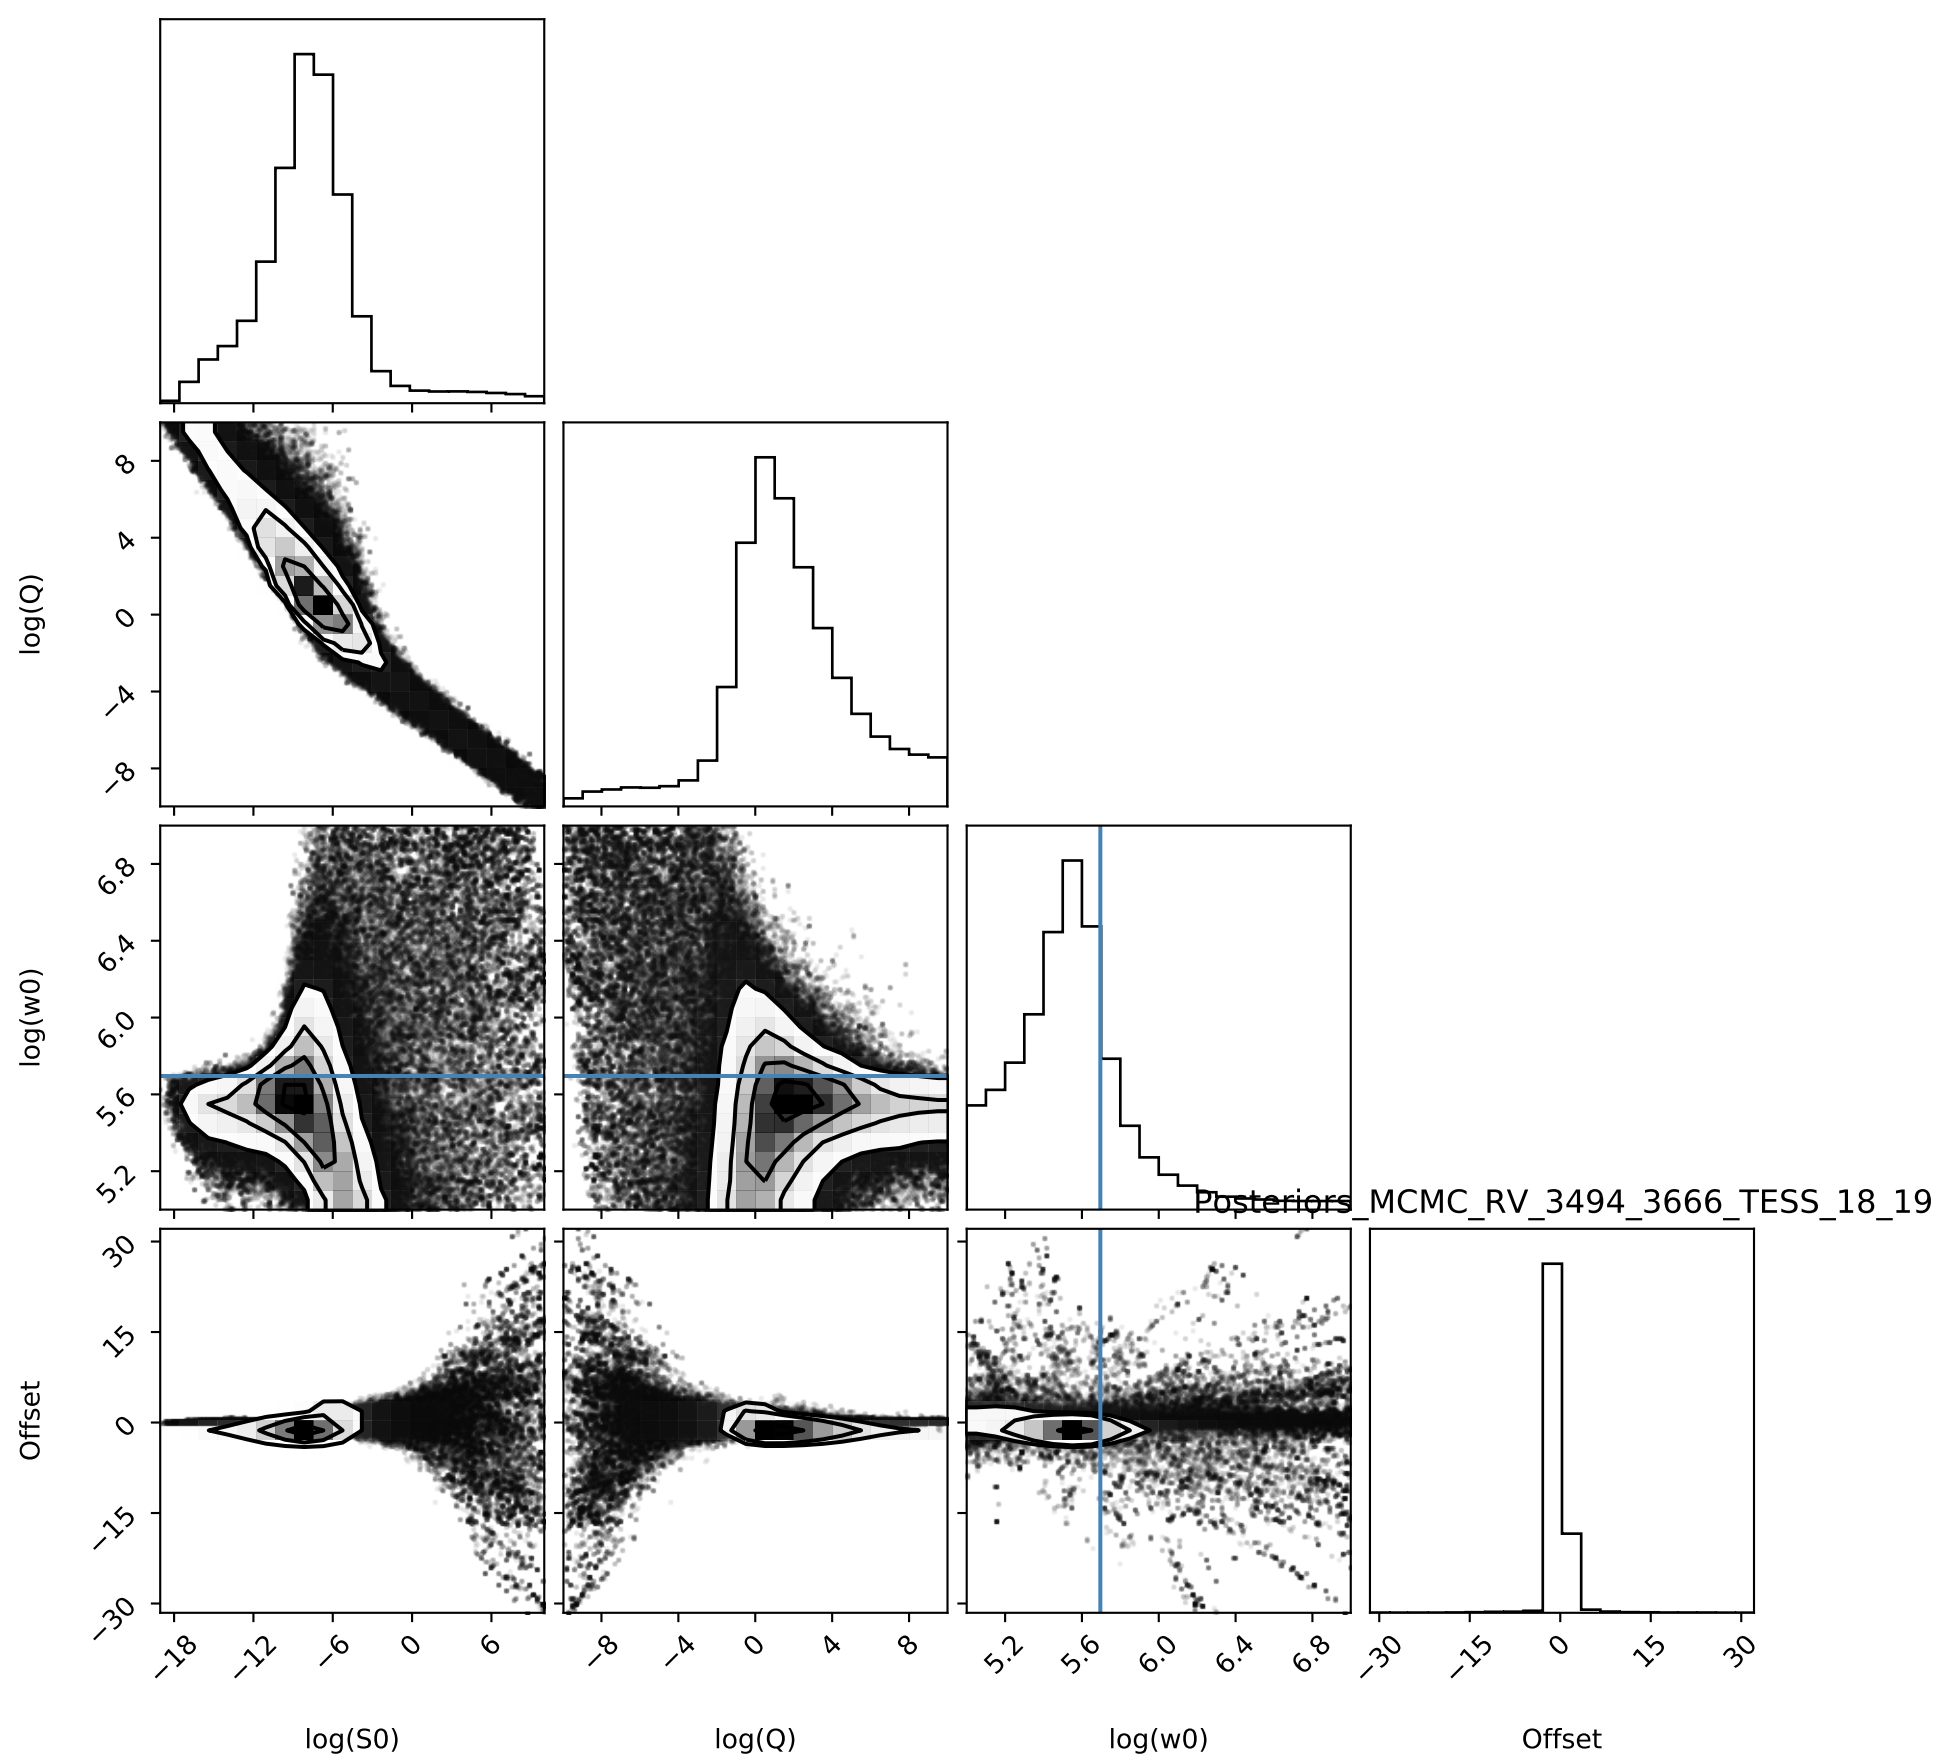 8
4
0
−4
−8
log(Q)
6.8
6.4
6.0
5.6
5.2
log(w0)
Posteriors_MCMC_RV_3494_3666_TESS_18_19
30
15
0
−15
−30
Offset
−18 −12 −6 0 6 −8 −4 0 4 8 5.2 5.6 6.0 6.4 6.8 −30 −15 0 15 30
log(S0) log(Q) log(w0) Offset